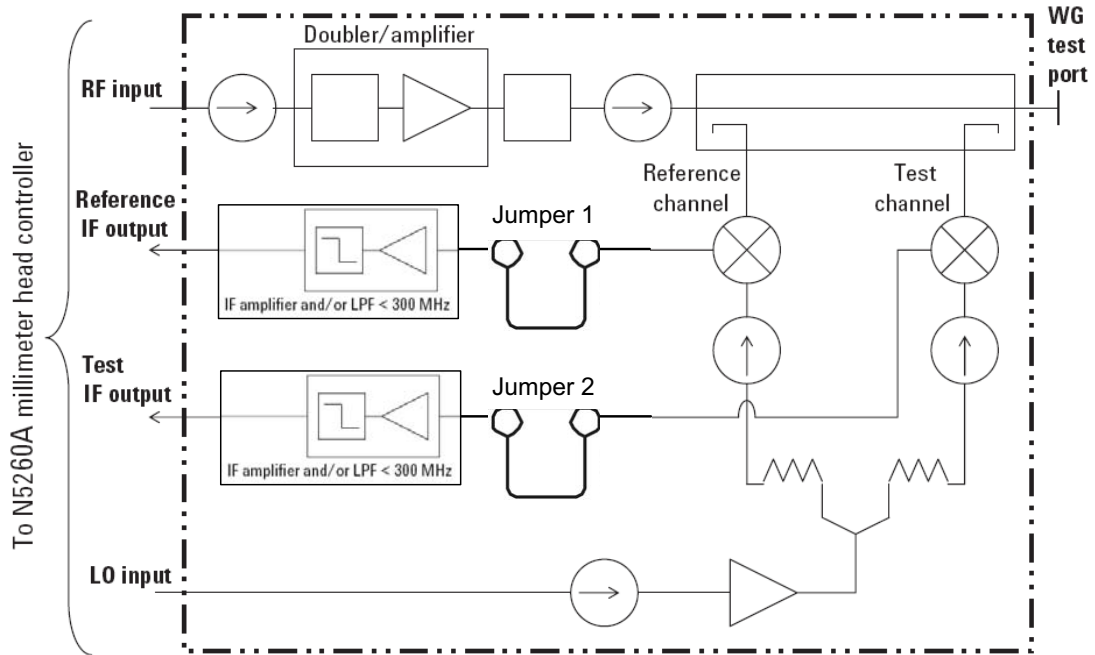 Doubler/amplifier
WG
test
port
RF input
To N5260A millimeter head controller
Reference
channel
Test
channel
Reference
IF output
Jumper 1
IF amplifier and/or LPF < 300 MHz
Test
IF output
Jumper 2
IF amplifier and/or LPF < 300 MHz
LO input